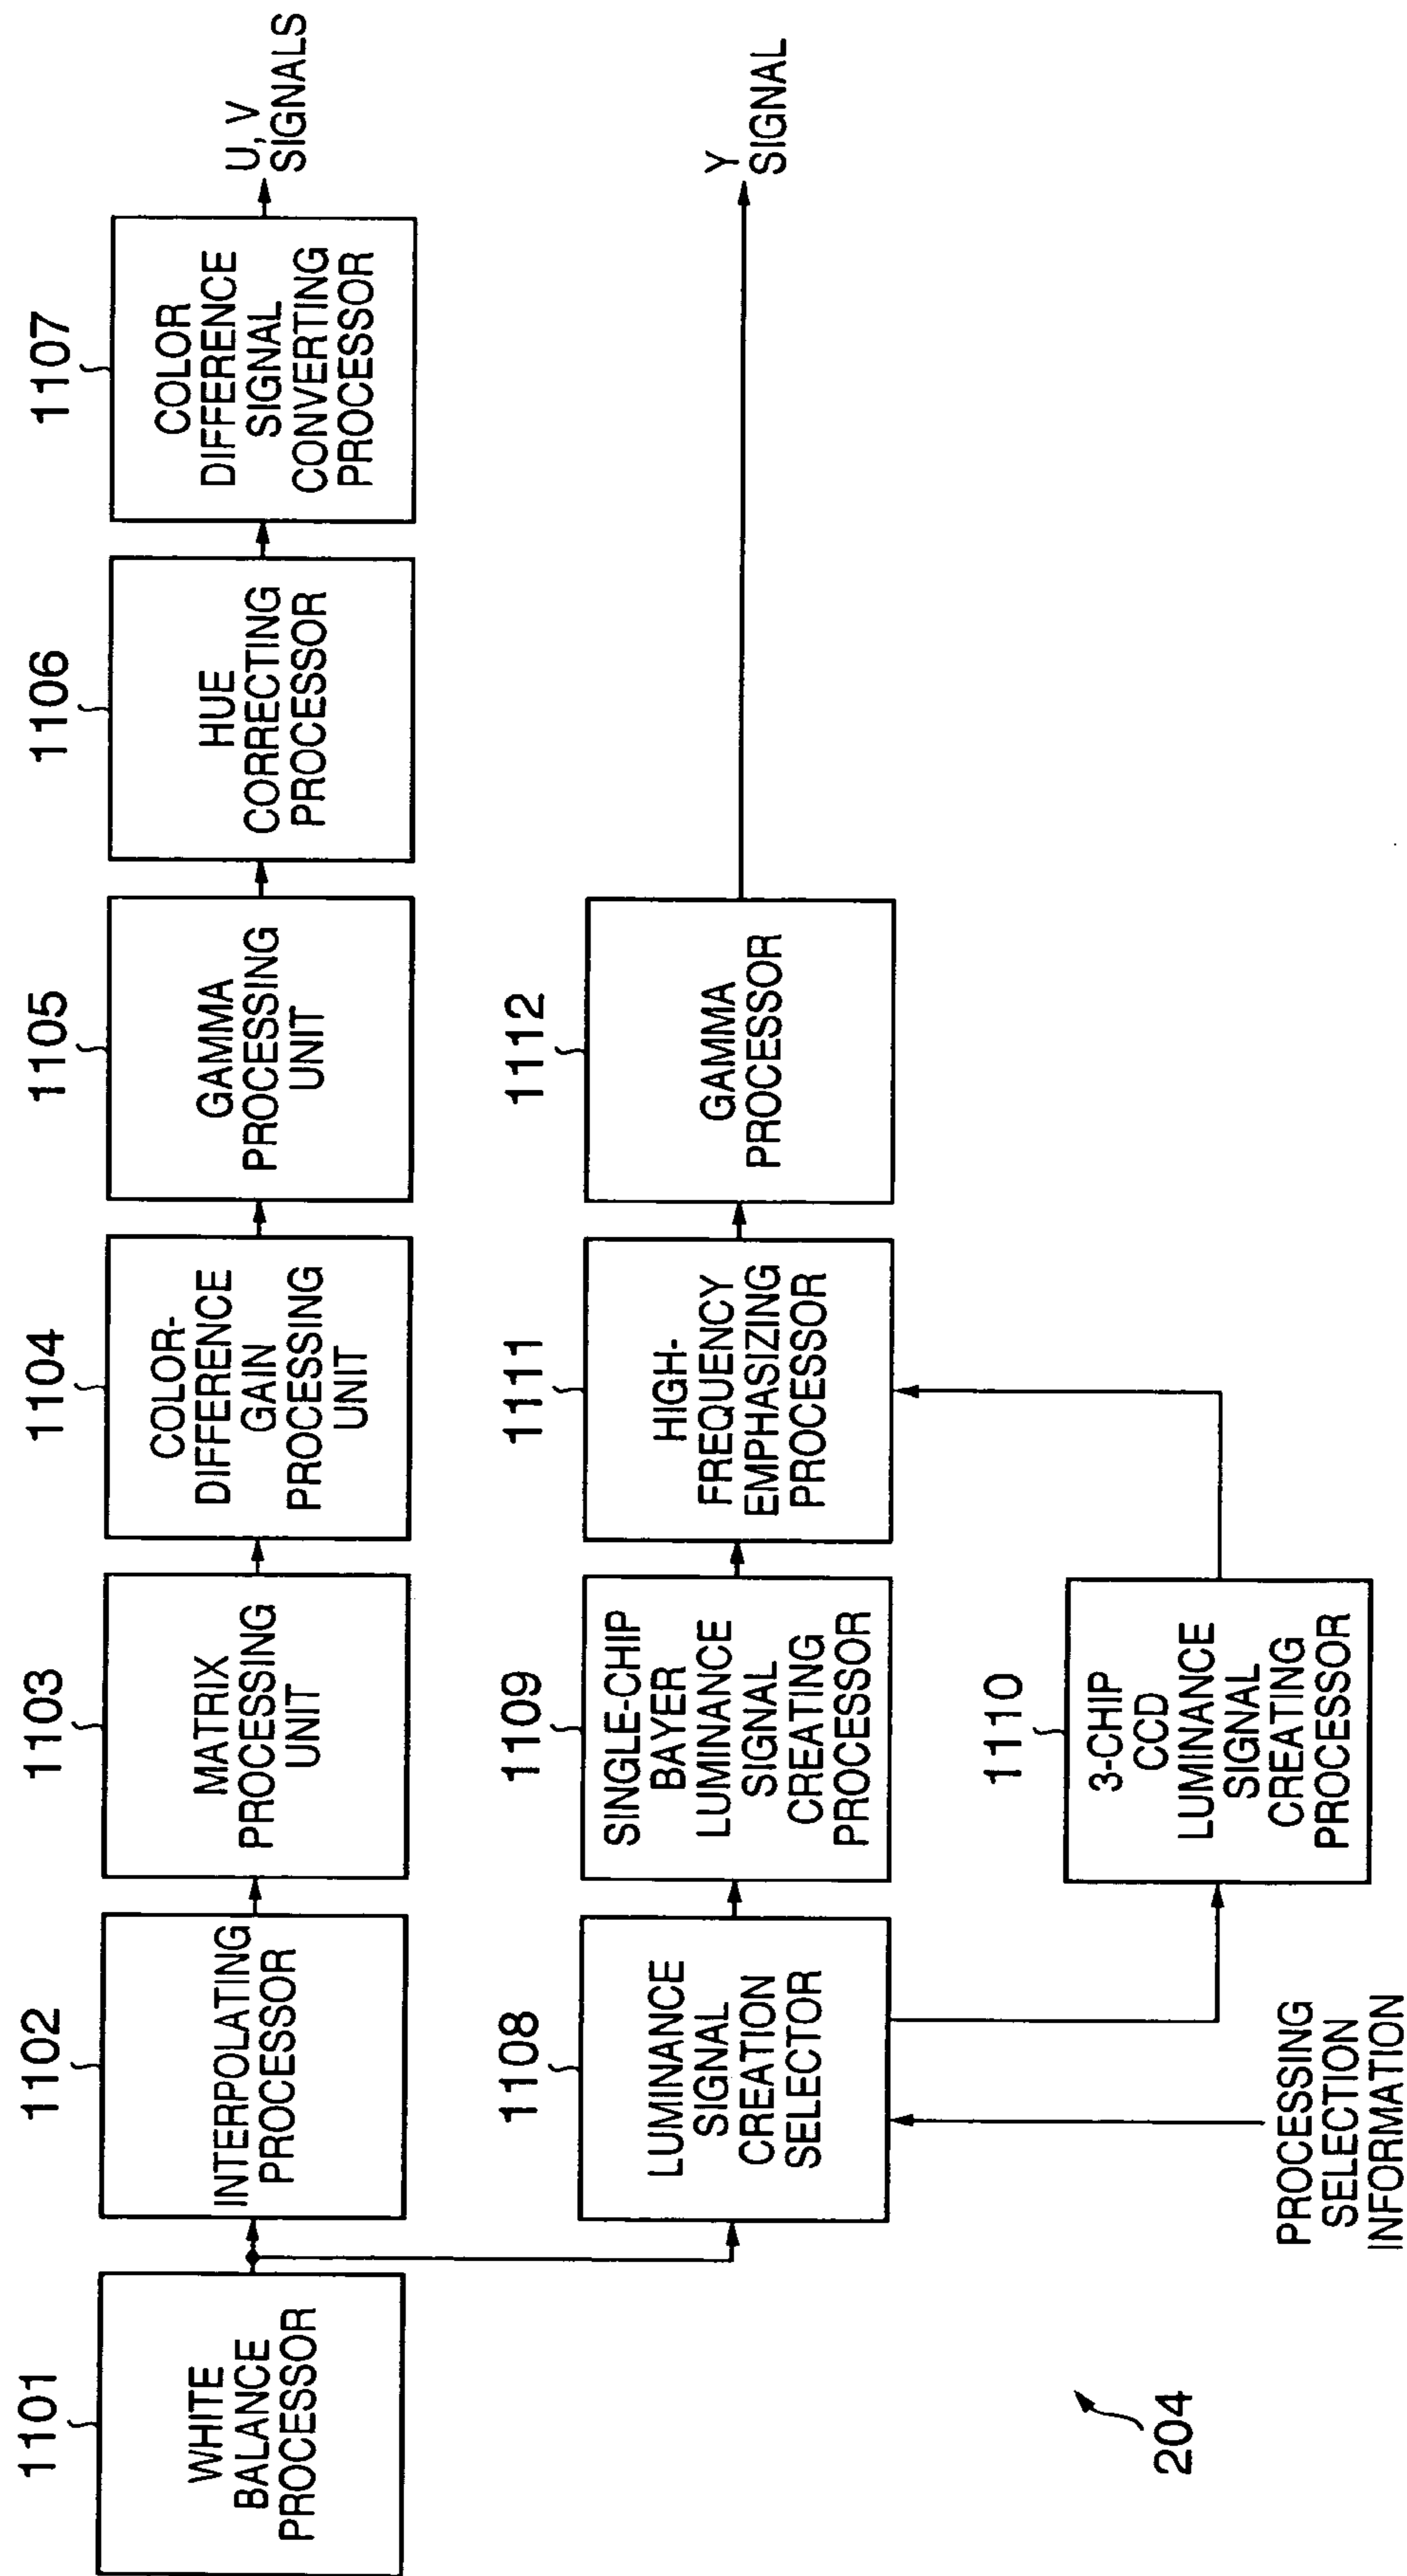 1101
WHITE
BALANCE
PROCESSOR
1102
INTERPOLATING
PROCESSOR
1103
MATRIX
PROCESSING
UNIT
1104
COLOR-
DIFFERENCE
GAIN
PROCESSING
UNIT
1105
GAMMA
PROCESSING
UNIT
1106
HUE
CORRECTING
PROCESSOR
1107
COLOR
DIFFERENCE
SIGNAL
CONVERTING
PROCESSOR
U, V
SIGNALS
1108
LUMINANCE
SIGNAL
CREATION
SELECTOR
1109
SINGLE-CHIP
BAYER
LUMINANCE
SIGNAL
CREATING
PROCESSOR
1111
HIGH-
FREQUENCY
EMPHASIZING
PROCESSOR
1112
GAMMA
PROCESSOR
Y
SIGNAL
1110
3-CHIP
CCD
LUMINANCE
SIGNAL
CREATING
PROCESSOR
PROCESSING
SELECTION
INFORMATION
204